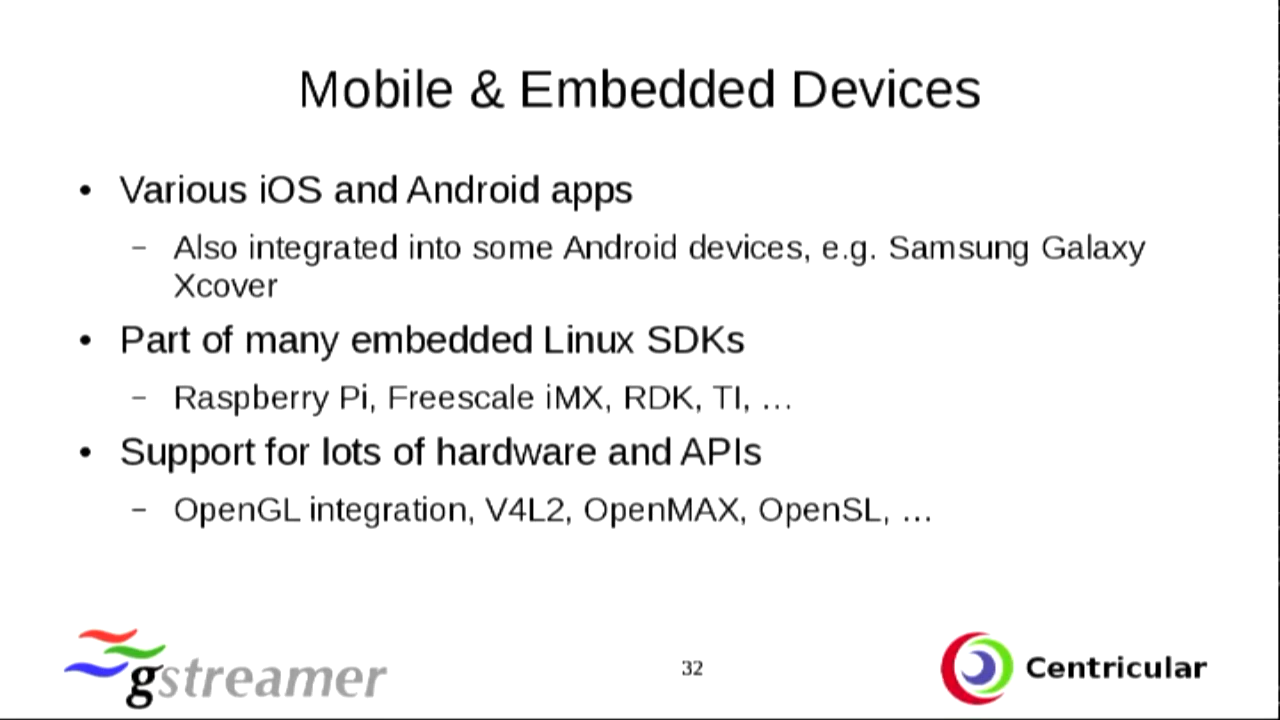 Mobile & Embedded Devices
• Various iOS and Android apps
– Also integrated into some Android devices, e.g. Samsung Galaxy
Xcover
• Part of many embedded Linux SDKs
– Raspberry Pi, Freescale iMX, RDK, TI, …
• Support for lots of hardware and APIs
– OpenGL integration, V4L2, OpenMAX, OpenSL, …
gstreamer
32
Centricular